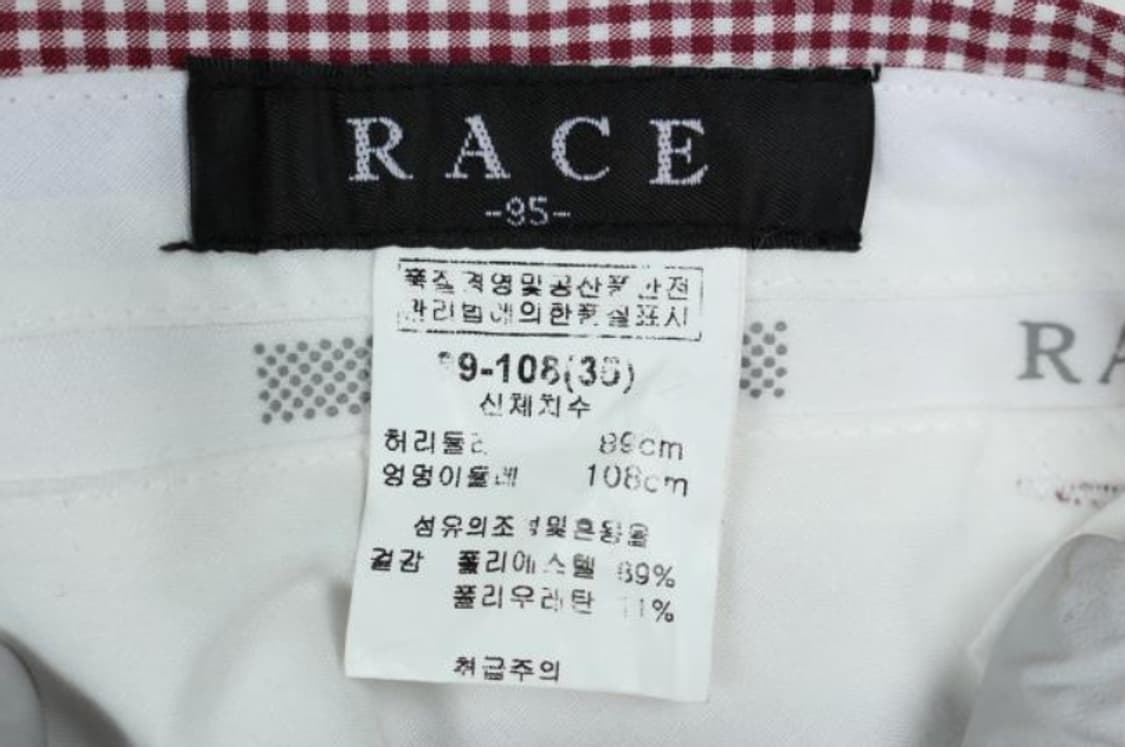 RACE
-95-
품질경영및공산품안전
관리법에의한품질표시
89-108(36)
신체치수
허리둘레 89cm
엉덩이둘레 108cm
섬유의조성및혼용율
겉감 폴리에스텔 89%
폴리우레탄 11%
취급주의
RA